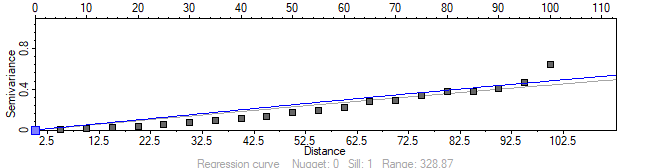 0 10 20 30 40 50 60 70 80 90 100 110
Semivariance
0.8
0.4
0
2.5 12.5 22.5 32.5 42.5 52.5 62.5 72.5 82.5 92.5 102.5
Distance
Regression curve Nugget: 0 Sill: 1 Range: 328.87